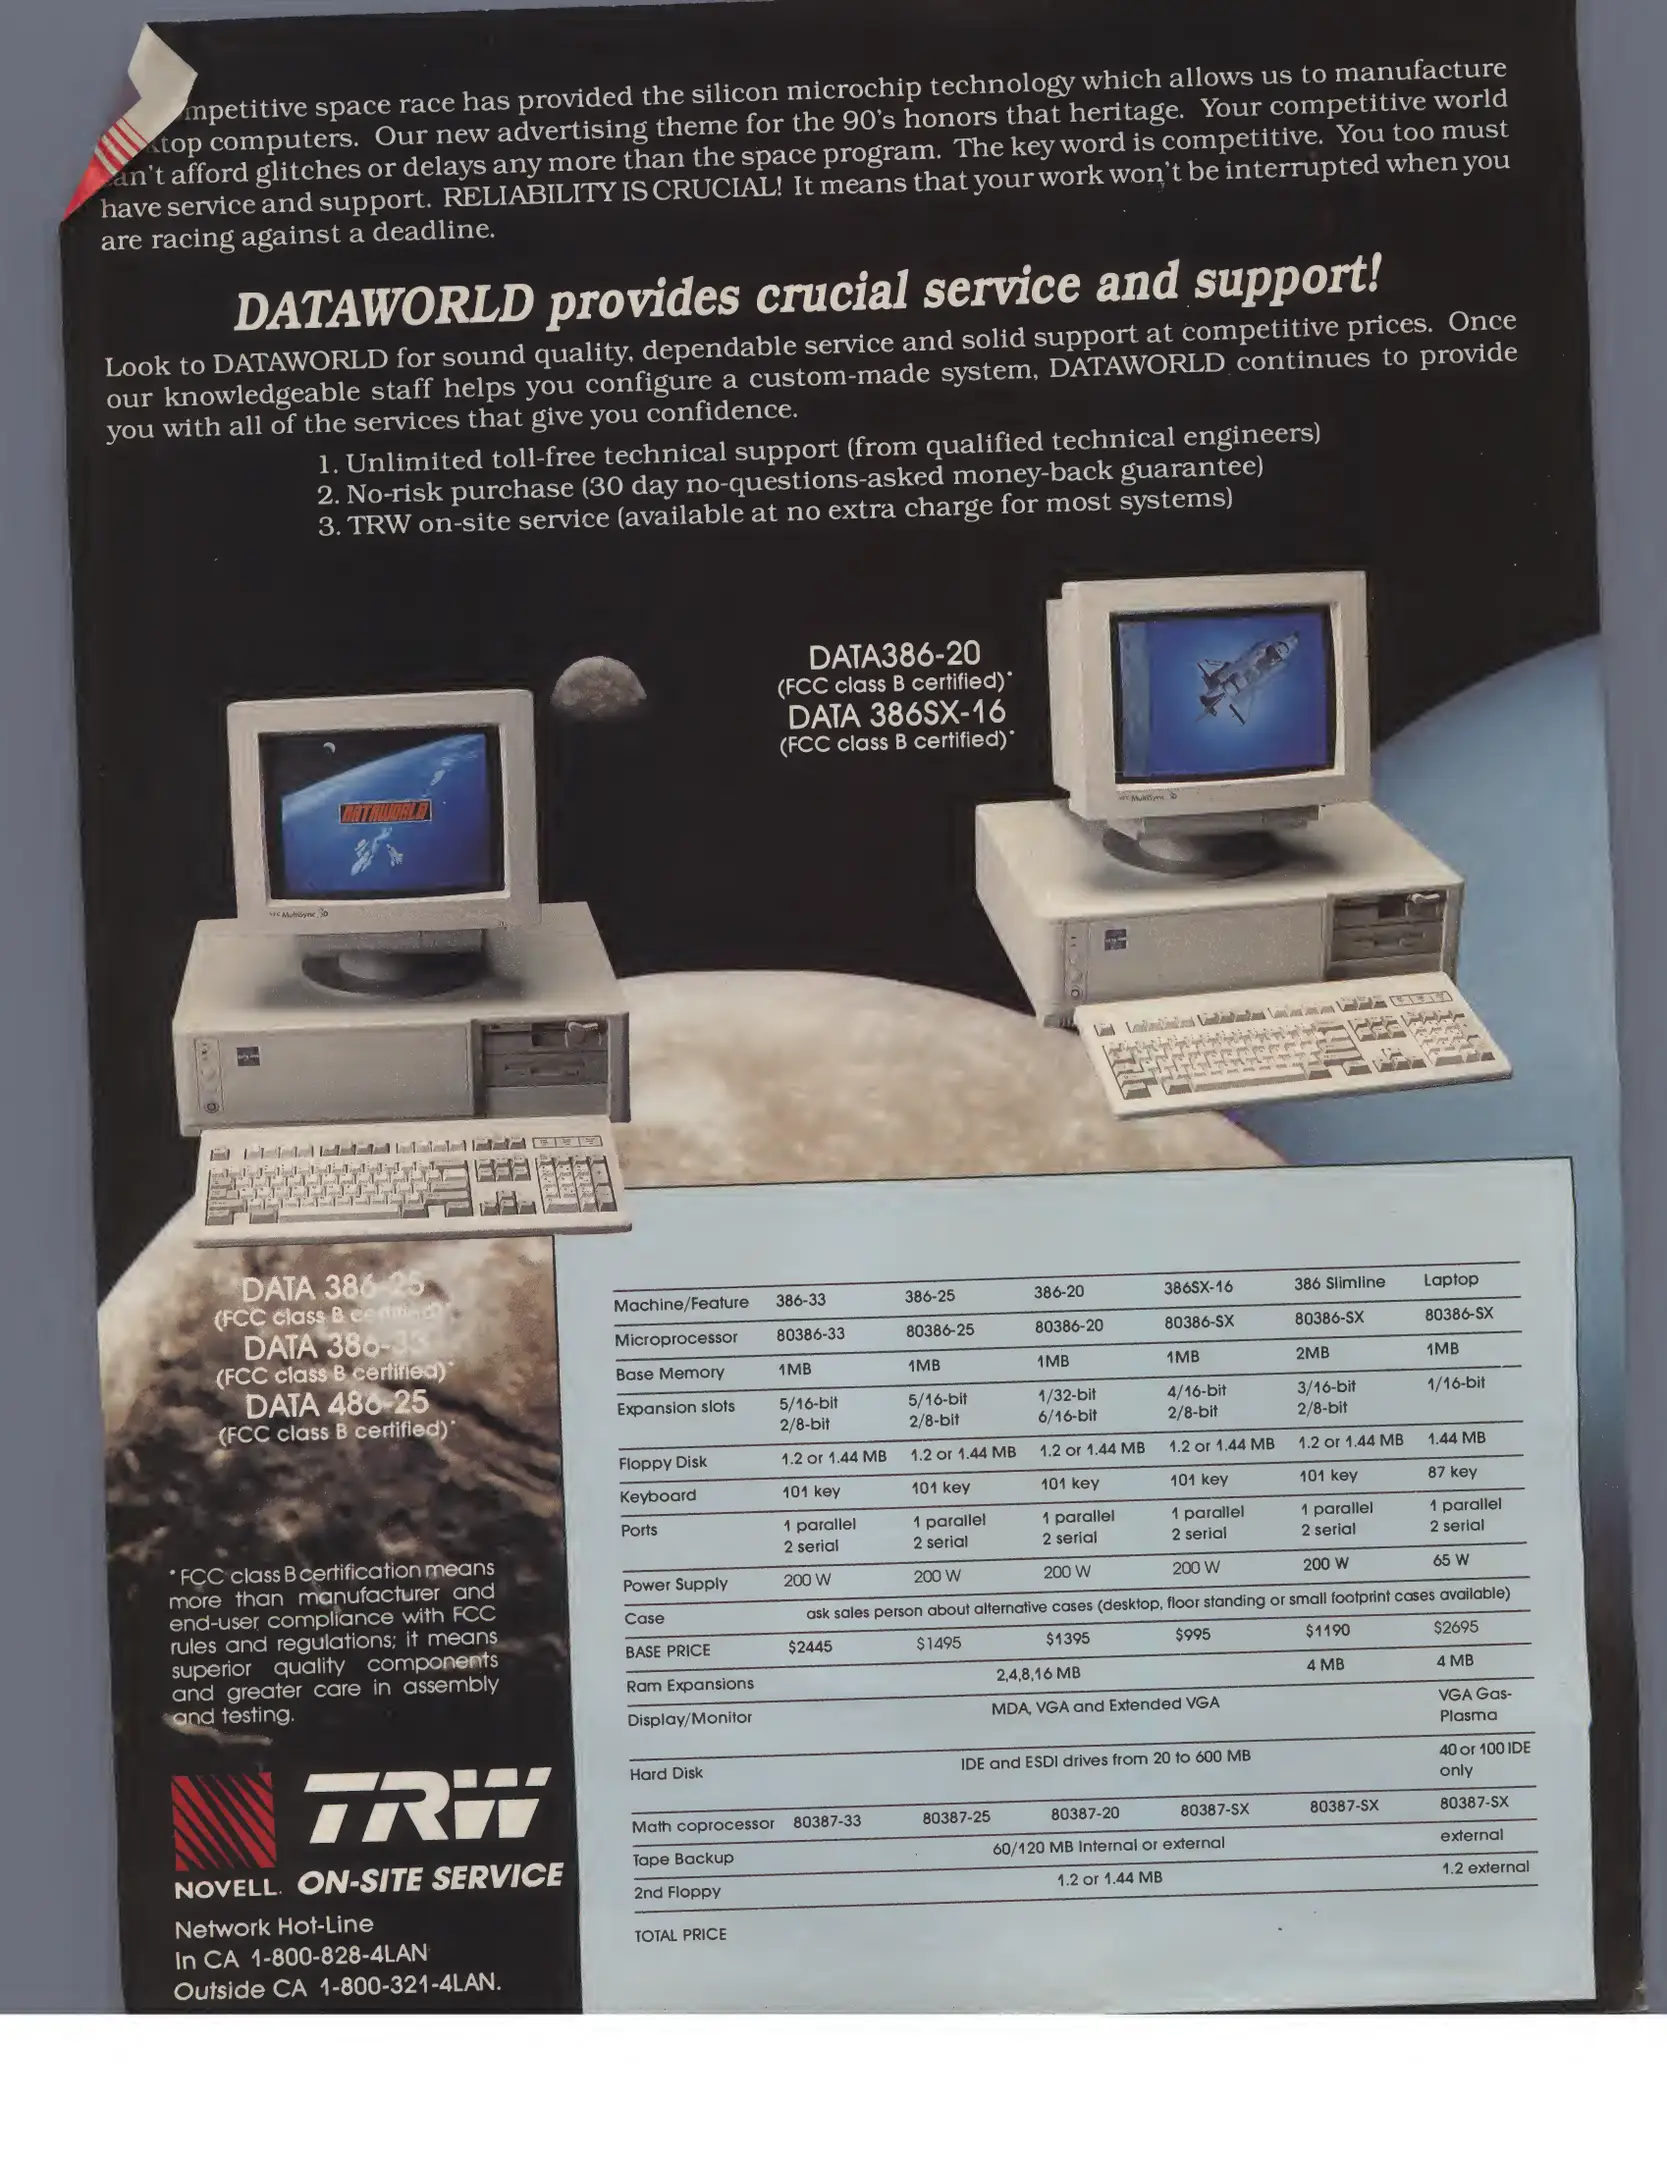 mpetitive space race has provided the silicon microchip technology which allows us to manufacture
top computers. Our new advertising theme for the 90's honors that heritage. Your competitive world
an't afford glitches or delays any more than the space program. The key word is competitive. You too must
have service and support. RELIABILITY IS CRUCIAL! It means that your work won't be interrupted when you
are racing against a deadline.
DATAWORLD provides crucial service and support!
Look to DATAWORLD for sound quality, dependable service and solid support at competitive prices. Once
our knowledgeable staff helps you configure a custom-made system, DATAWORLD continues to provide
you with all of the services that give you confidence.
1. Unlimited toll-free technical support (from qualified technical engineers)
2. No-risk purchase (30 day no-questions-asked money-back guarantee)
3. TRW on-site service (available at no extra charge for most systems)
DATA386-20
(FCC class B certified)*
DATA 386SX-16
(FCC class B certified)*
DATAWORLD
NEC MultiSync 3D
NEC MultiSync 3D
DATA 386-25
(FCC class B certified)*
DATA 386-33
(FCC class B certified)*
DATA 486-25
(FCC class B certified)*
* FCC class B certification means
more than manufacturer and
end-user compliance with FCC
rules and regulations; it means
superior quality components
and greater care in assembly
and testing.
TRW
NOVELL. ON-SITE SERVICE
Network Hot-Line
In CA 1-800-828-4LAN
Outside CA 1-800-321-4LAN.
Machine/Feature 386-33 386-25 386-20 386SX-16 386 Slimline Laptop
Microprocessor 80386-33 80386-25 80386-20 80386-SX 80386-SX 80386-SX
Base Memory 1MB 1MB 1MB 1MB 2MB 1MB
Expansion slots 5/16-bit 5/16-bit 1/32-bit 4/16-bit 3/16-bit 1/16-bit
2/8-bit 2/8-bit 6/16-bit 2/8-bit 2/8-bit
Floppy Disk 1.2 or 1.44 MB 1.2 or 1.44 MB 1.2 or 1.44 MB 1.2 or 1.44 MB 1.2 or 1.44 MB 1.44 MB
Keyboard 101 key 101 key 101 key 101 key 101 key 87 key
Ports 1 parallel 1 parallel 1 parallel 1 parallel 1 parallel 1 parallel
2 serial 2 serial 2 serial 2 serial 2 serial 2 serial
Power Supply 200 W 200 W 200 W 200 W 200 W 65 W
Case ask sales person about alternative cases (desktop, floor standing or small footprint cases available)
BASE PRICE $2445 $1495 $1395 $995 $1190 $2695
Ram Expansions 2,4,8,16 MB 4 MB 4 MB
Display/Monitor MDA, VGA and Extended VGA VGA Gas-
Plasma
Hard Disk IDE and ESDI drives from 20 to 600 MB 40 or 100 IDE
only
Math coprocessor 80387-33 80387-25 80387-20 80387-SX 80387-SX 80387-SX
Tape Backup 60/120 MB Internal or external external
2nd Floppy 1.2 or 1.44 MB 1.2 external
TOTAL PRICE